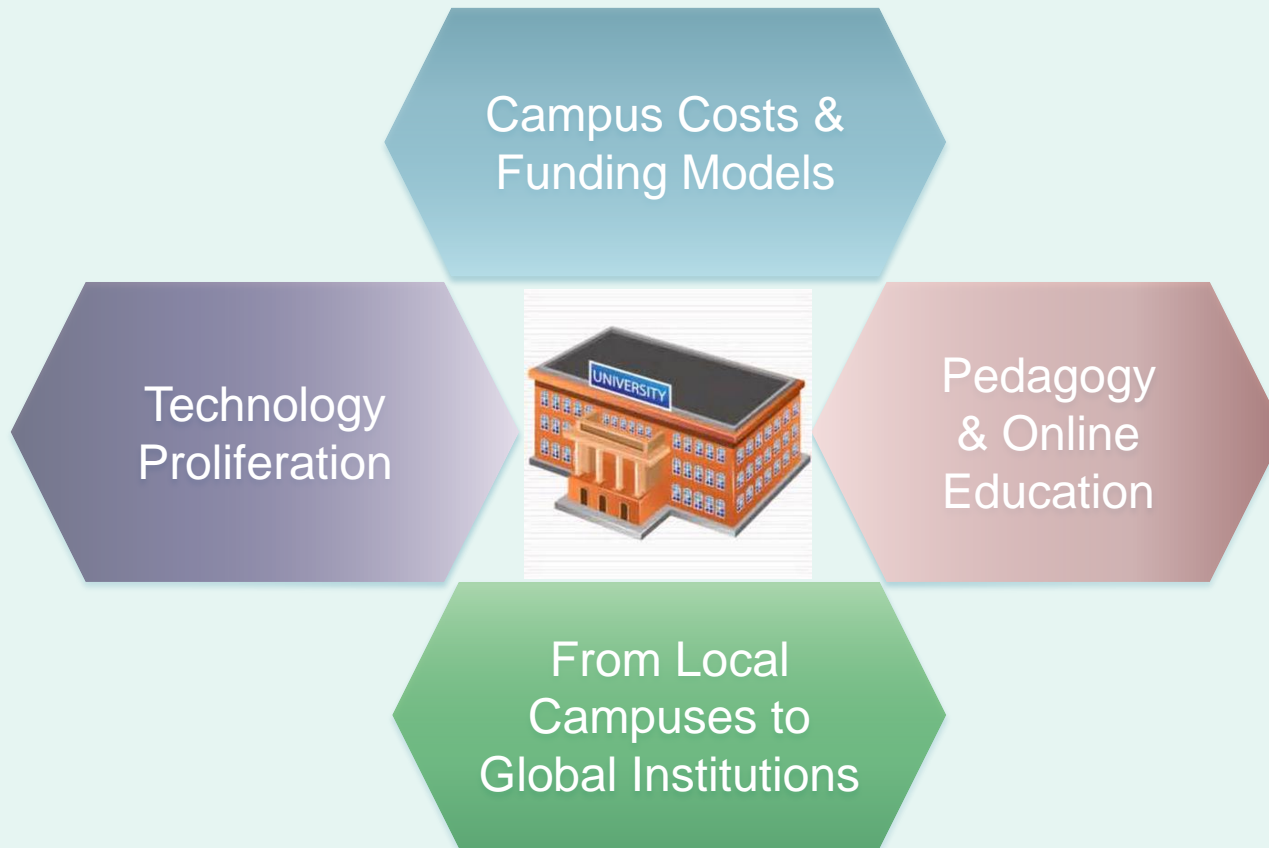 Campus Costs &
Funding Models
Technology
Proliferation
UNIVERSITY
Pedagogy
& Online
Education
From Local
Campuses to
Global Institutions